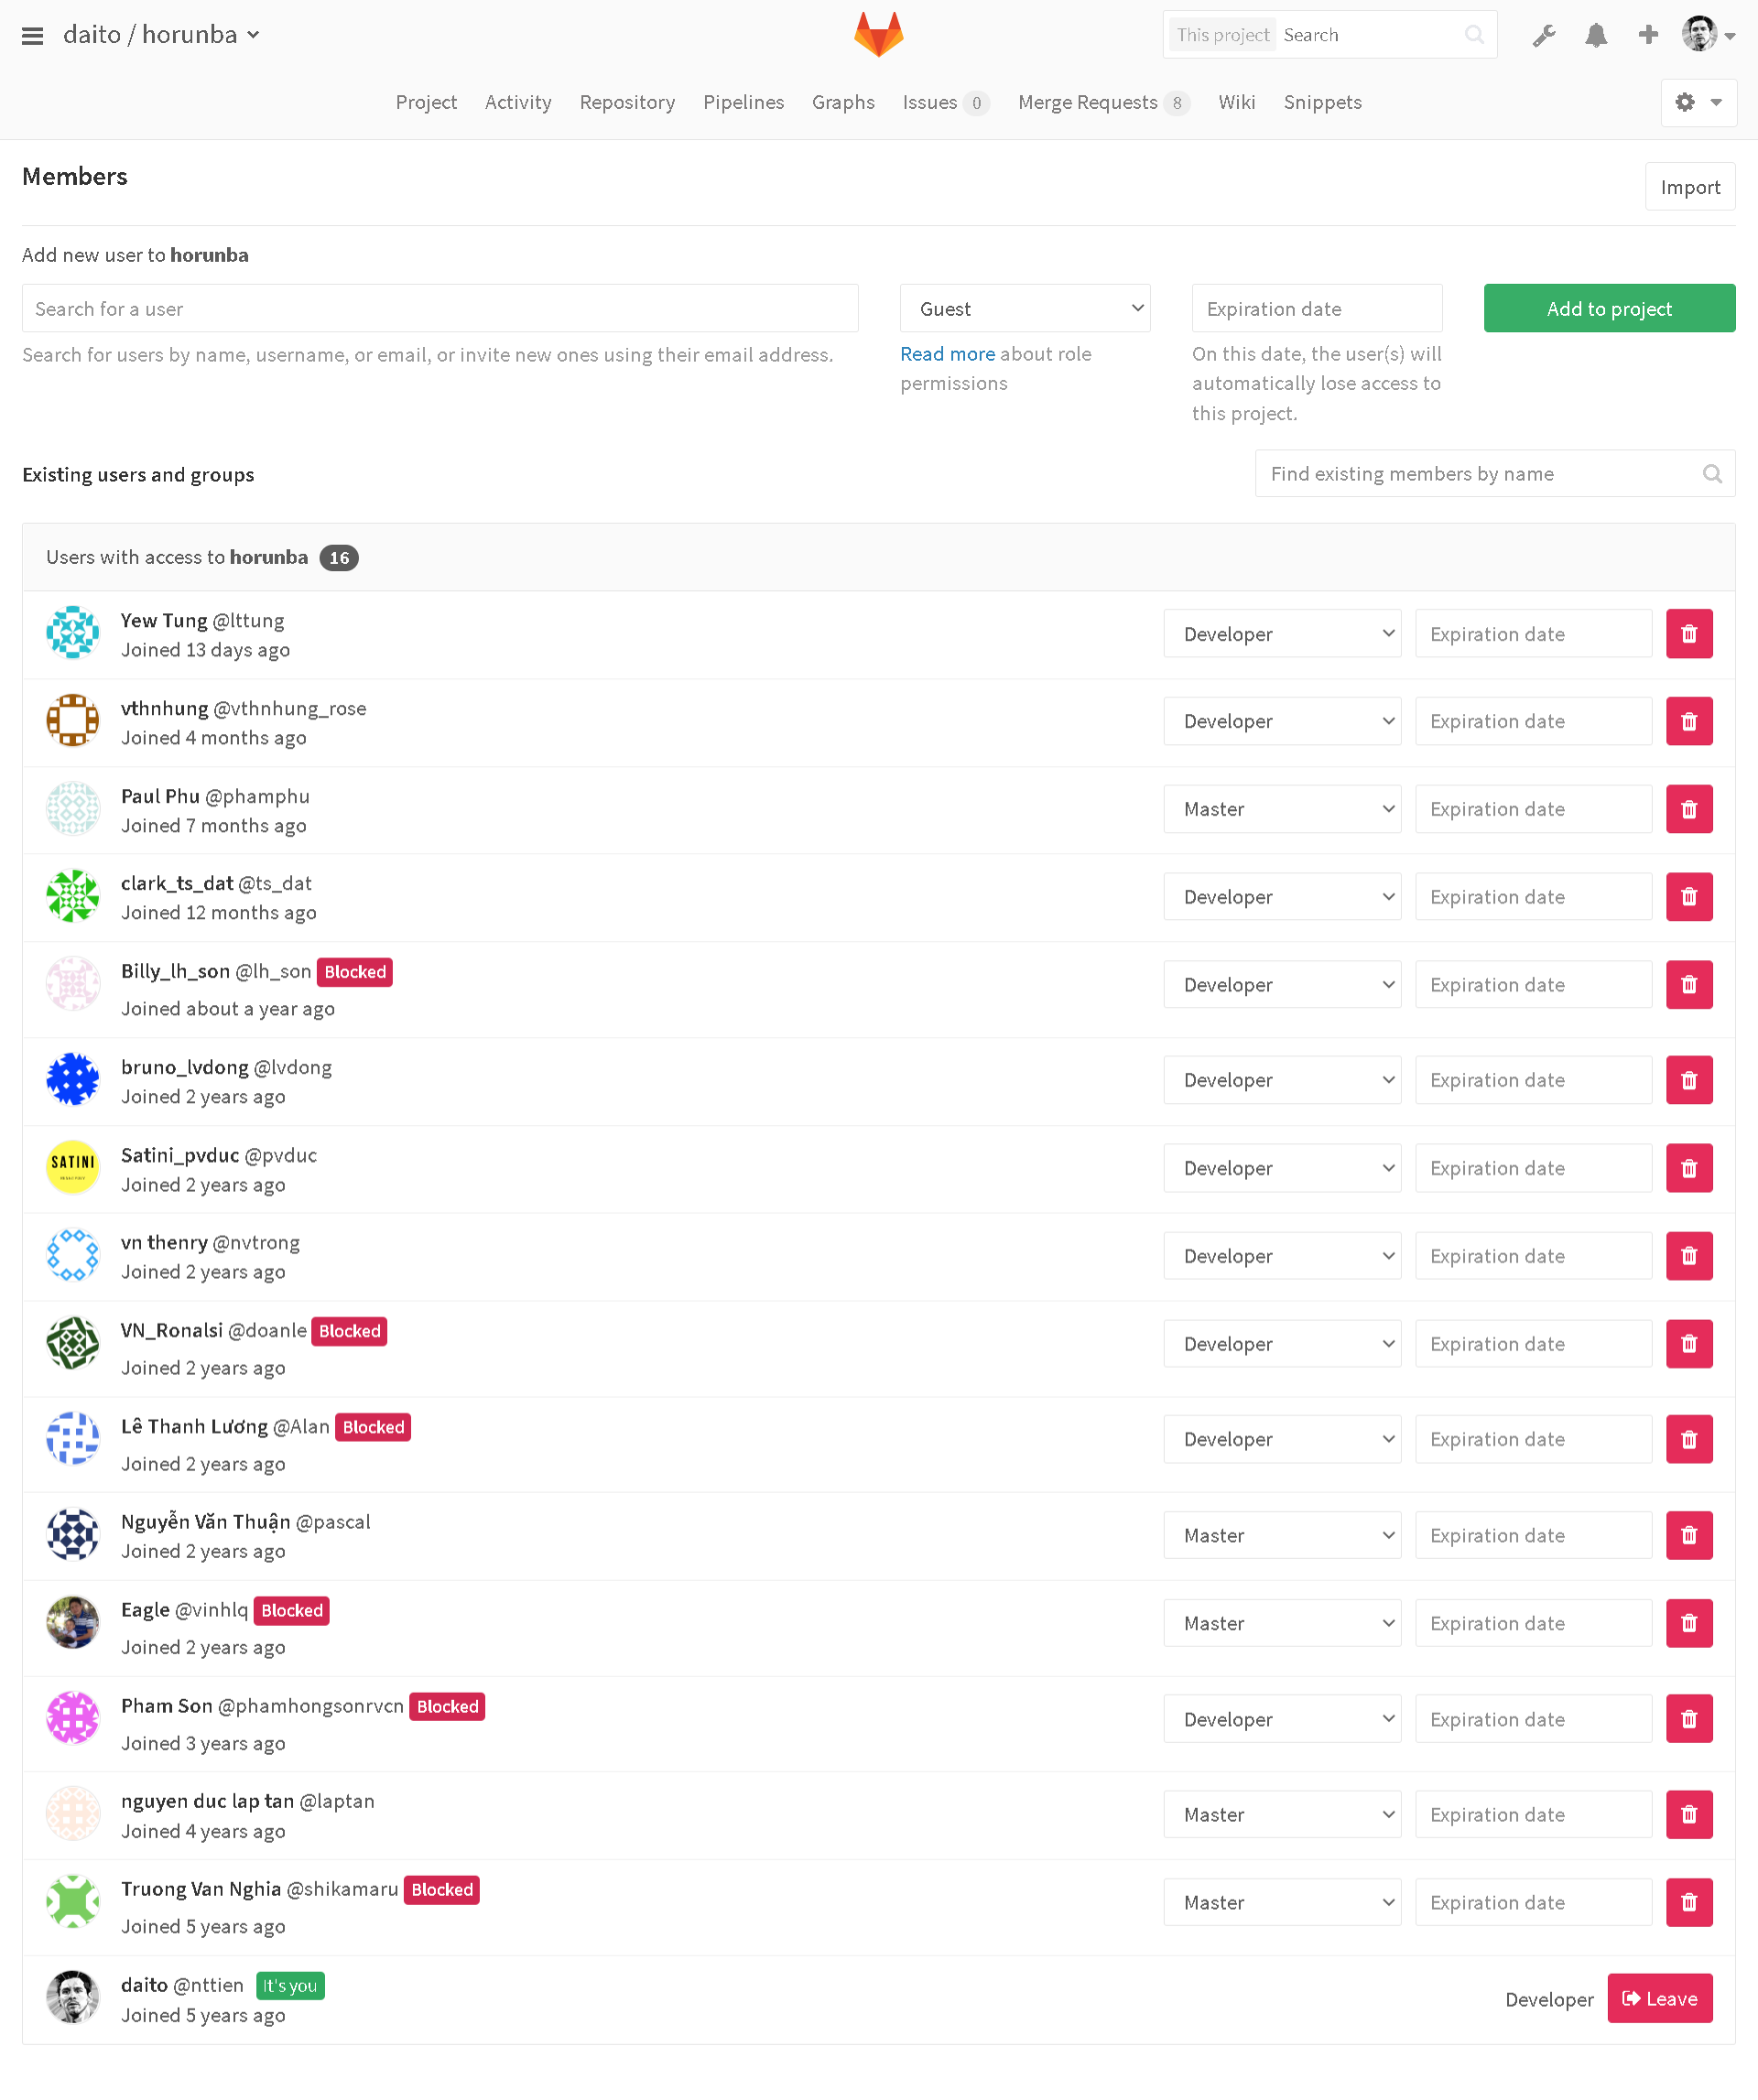 daito / horunba
This project Search
Project Activity Repository Pipelines Graphs Issues 0 Merge Requests 8 Wiki Snippets
Members
Import
Add new user to horunba
Search for a user
Guest
Expiration date
Add to project
Search for users by name, username, or email, or invite new ones using their email address.
Read more about role
permissions
On this date, the user(s) will
automatically lose access to
this project.
Existing users and groups
Find existing members by name
Users with access to horunba 16
Yew Tung @lttung
Joined 13 days ago
Developer Expiration date
vthnhung @vthnhung_rose
Joined 4 months ago
Developer Expiration date
Paul Phu @phamphu
Joined 7 months ago
Master Expiration date
clark_ts_dat @ts_dat
Joined 12 months ago
Developer Expiration date
Billy_lh_son @lh_son Blocked
Joined about a year ago
Developer Expiration date
bruno_lvdong @lvdong
Joined 2 years ago
Developer Expiration date
SATINI
Satini_pvduc @pvduc
Joined 2 years ago
Developer Expiration date
vn thenry @nvtrong
Joined 2 years ago
Developer Expiration date
VN_Ronalsi @doanle Blocked
Joined 2 years ago
Developer Expiration date
Lê Thanh Lương @Alan Blocked
Joined 2 years ago
Developer Expiration date
Nguyễn Văn Thuận @pascal
Joined 2 years ago
Master Expiration date
Eagle @vinhlq Blocked
Joined 2 years ago
Master Expiration date
Pham Son @phamhongsonrvcn Blocked
Joined 3 years ago
Developer Expiration date
nguyen duc lap tan @laptan
Joined 4 years ago
Master Expiration date
Truong Van Nghia @shikamaru Blocked
Joined 5 years ago
Master Expiration date
daito @nttien It's you
Joined 5 years ago
Developer Leave